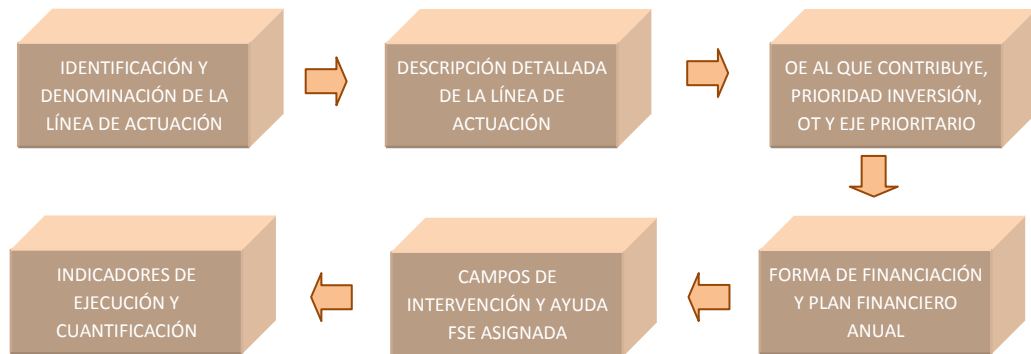 IDENTIFICACIÓN Y
DENOMINACIÓN DE LA
LÍNEA DE ACTUACIÓN
DESCRIPCIÓN DETALLADA
DE LA LÍNEA DE
ACTUACIÓN
OE AL QUE CONTRIBUYE,
PRIORIDAD INVERSIÓN,
OT Y EJE PRIORITARIO
FORMA DE FINANCIACIÓN
Y PLAN FINANCIERO
ANUAL
CAMPOS DE
INTERVENCIÓN Y AYUDA
FSE ASIGNADA
INDICADORES DE
EJECUCIÓN Y
CUANTIFICACIÓN